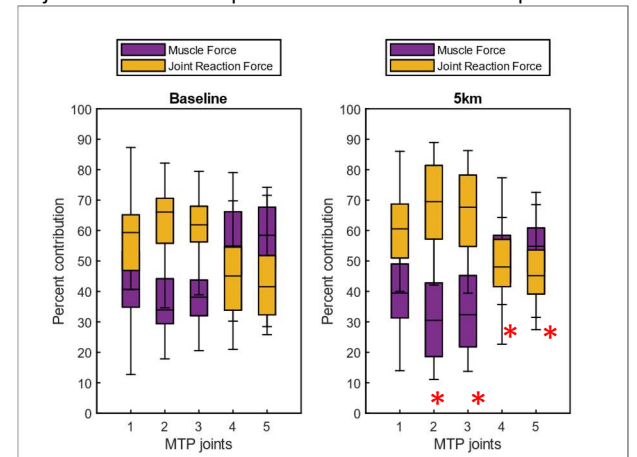 Muscle Force
Joint Reaction Force
Baseline
100
90
80
70
60
50
40
30
20
10
0
Percent contribution
1 2 3 4 5
MTP joints
Muscle Force
Joint Reaction Force
5km
100
90
80
70
60
50
40
30
20
10
0
Percent contribution
* * * *
1 2 3 4 5
MTP joints